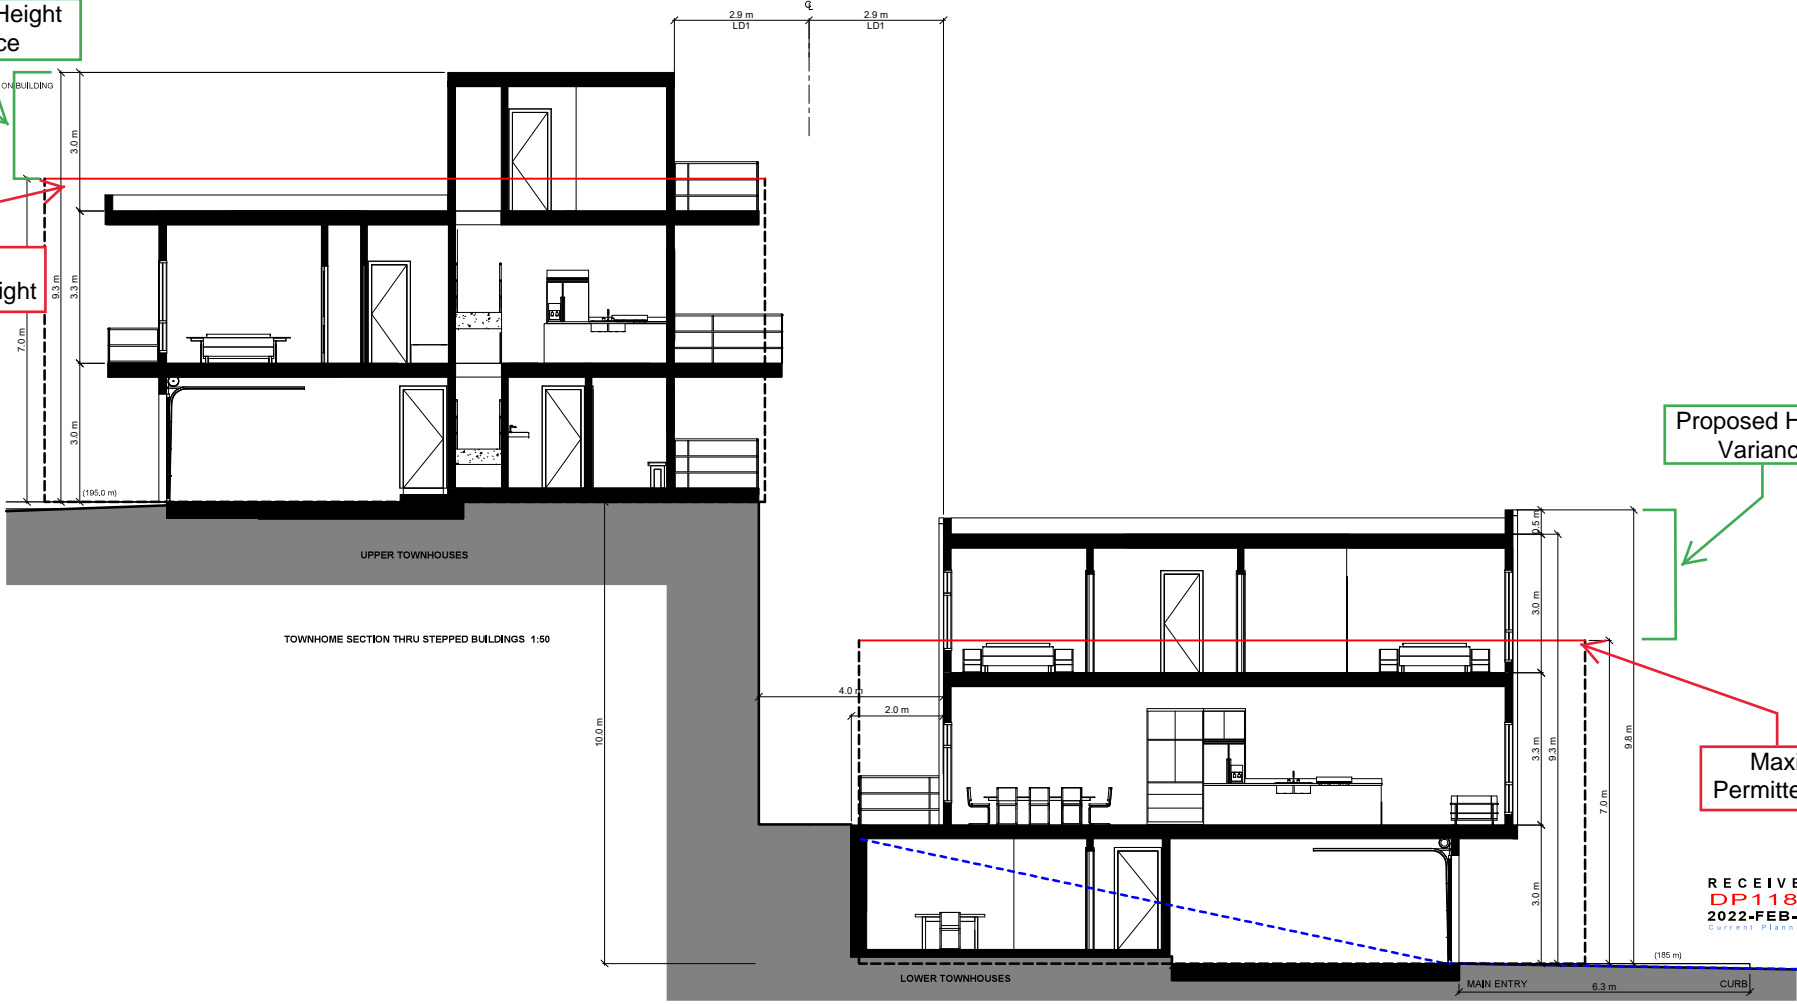 Height
ce
ON BUILDING
2.9 m
LD1
2.9 m
LD1
3.0 m
9.3 m
3.3 m
7.0 m
ight
3.0 m
(195.0 m)
UPPER TOWNHOUSES
TOWNHOME SECTION THRU STEPPED BUILDINGS 1:50
10.0 m
4.0 m
2.0 m
Proposed H
Varianc
0.5 m
3.0 m
9.8 m
3.3 m
9.3 m
7.0 m
3.0 m
Maxi
Permitte
RECEIVE
DP118
2022-FEB-
Current Plann
(185 m)
LOWER TOWNHOUSES
MAIN ENTRY
6.3 m
CURB